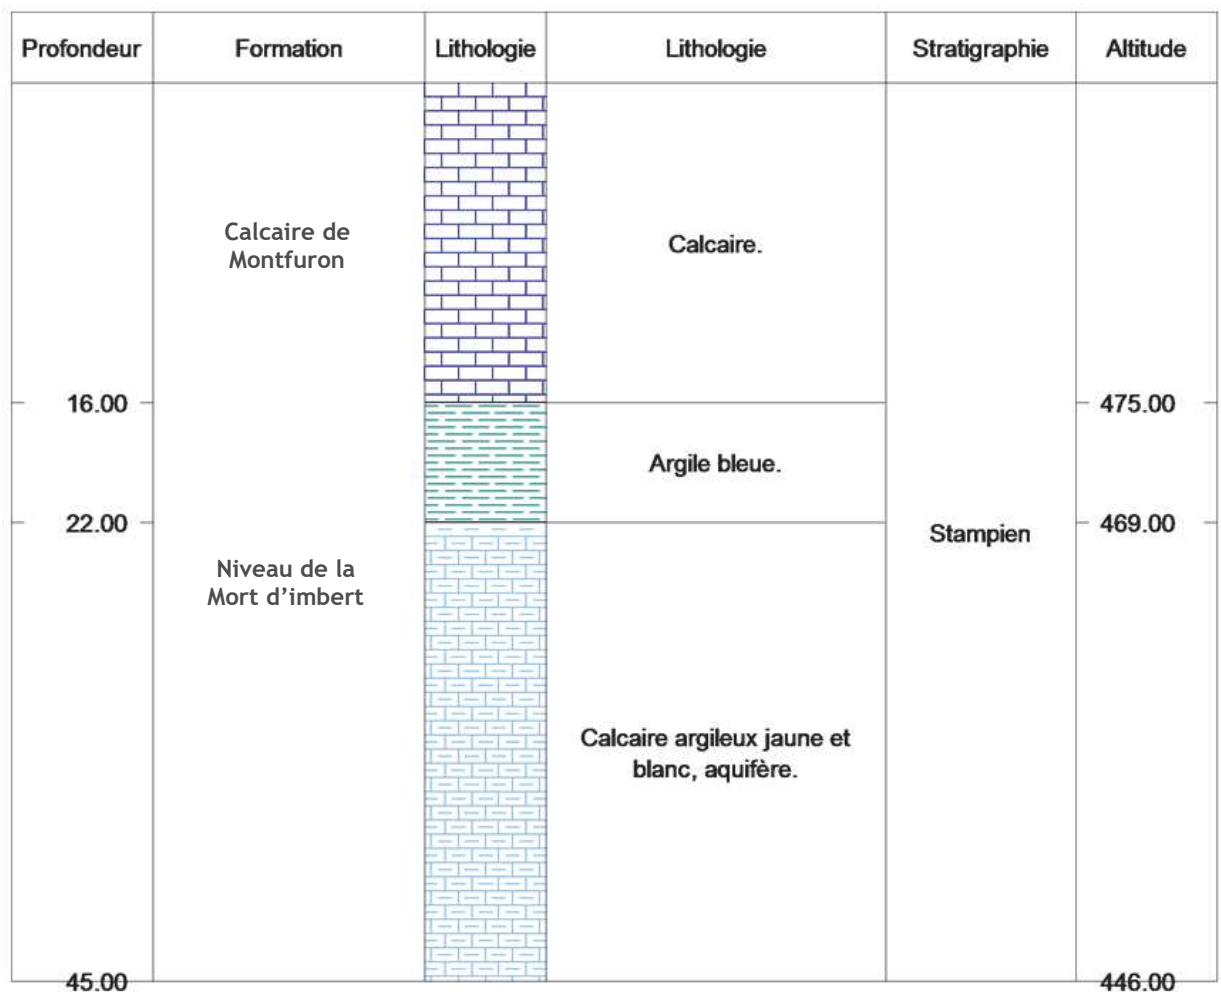 Profondeur
Formation
Lithologie
Lithologie
Stratigraphie
Altitude
Calcaire de
Montfuron
Calcaire.
16.00
475.00
Argile bleue.
22.00
469.00
Stampien
Niveau de la
Mort d’imbert
Calcaire argileux jaune et
blanc, aquifère.
45.00
446.00